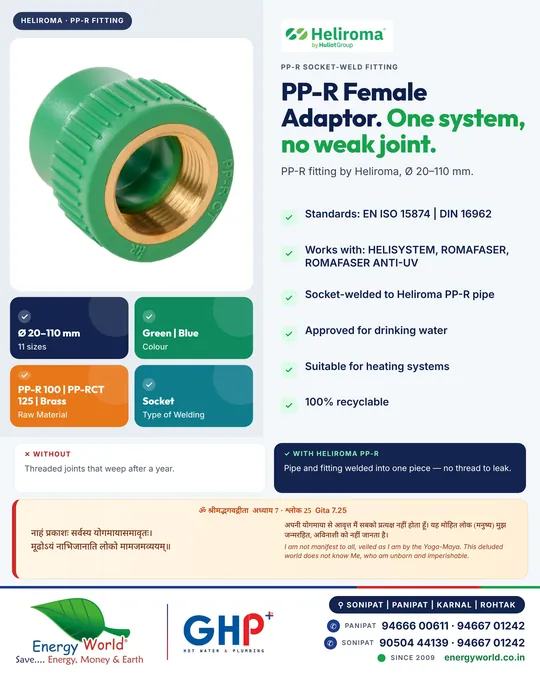 HELIROMA · PP-R FITTING
PP-RCT
Heliroma®
by HuliotGroup
PP-R SOCKET-WELD FITTING
PP-R Female
Adaptor. One system,
no weak joint.
PP-R fitting by Heliroma, Ø 20–110 mm.
Standards: EN ISO 15874 | DIN 16962
Works with: HELISYSTEM, ROMAFASER,
ROMAFASER ANTI-UV
Socket-welded to Heliroma PP-R pipe
Approved for drinking water
Suitable for heating systems
100% recyclable
Ø 20–110 mm
11 sizes
Green | Blue
Colour
PP-R 100 | PP-RCT
125 | Brass
Raw Material
Socket
Type of Welding
✕ WITHOUT
Threaded joints that weep after a year.
✓ WITH HELIROMA PP-R
Pipe and fitting welded into one piece — no thread to leak.
ॐ श्रीमद्भगवद्गीता अध्याय 7 · श्लोक 25 Gita 7.25
नाहं प्रकाशः सर्वस्य योगमायासमावृतः।
मूढोऽयं नाभिजानाति लोको मामजमव्ययम्॥
अपनी योगमाया से आवृत्त मैं सबको प्रत्यक्ष नहीं होता हूँ। यह मोहित लोक (मनुष्य) मुझ
जन्मरहित, अविनाशी को नहीं जानता है।
I am not manifest to all, veiled as I am by the Yoga-Maya. This deluded
world does not know Me, who am unborn and imperishable.
Energy World®
Save.... Energy, Money & Earth
GHP+
HOT WATER & PLUMBING
SONIPAT | PANIPAT | KARNAL | ROHTAK
PANIPAT 94666 00611 · 94667 01242
SONIPAT 90504 44139 · 94667 01242
SINCE 2009 energyworld.co.in